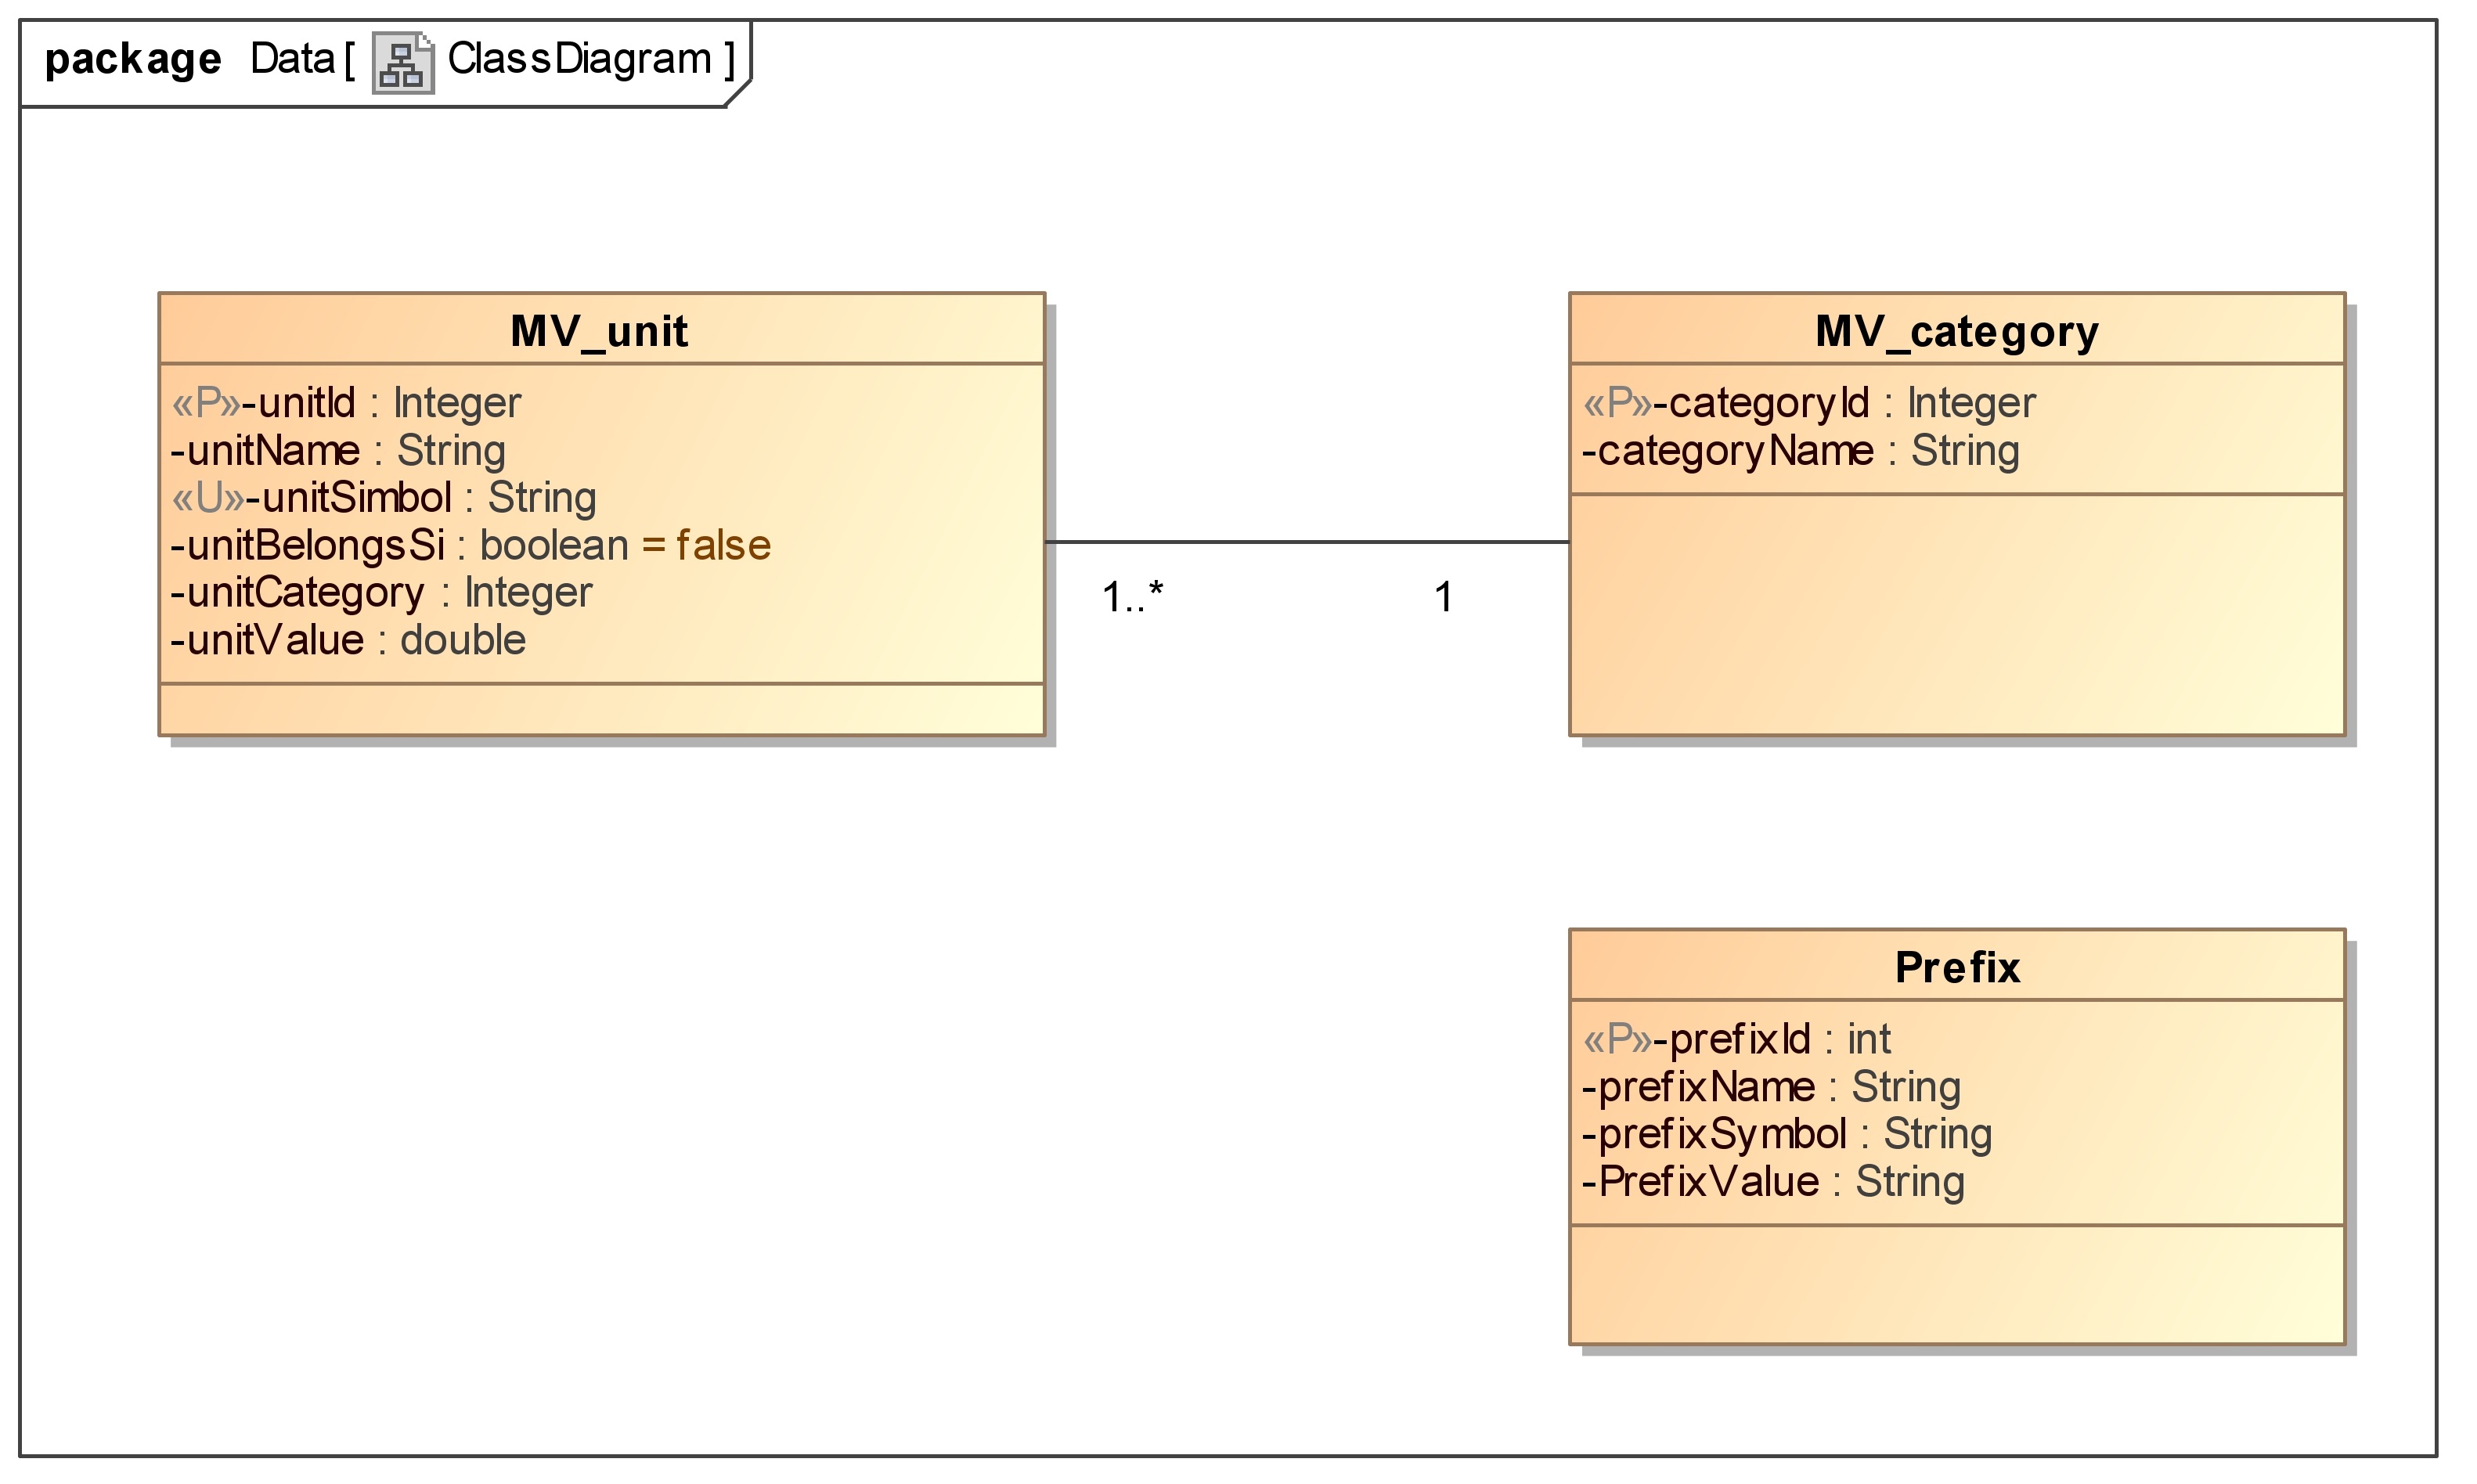 package Data [ ClassDiagram ]
MV_unit
«P»-unitId : Integer
-unitName : String
«U»-unitSimbol : String
-unitBelongsSi : boolean = false
-unitCategory : Integer
-unitValue : double
1..*
1
MV_category
«P»-categoryId : Integer
-categoryName : String
Prefix
«P»-prefixId : int
-prefixName : String
-prefixSymbol : String
-PrefixValue : String